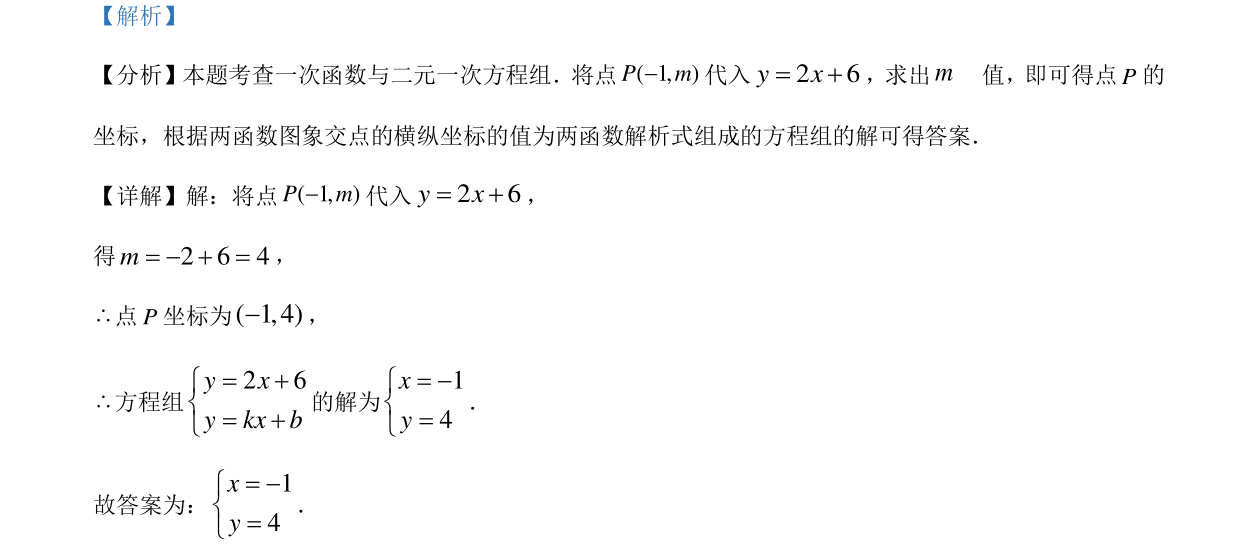 【解析】
【分析】本题考查一次函数与二元一次方程组．将点P(−1,m)代入y=2x+6，求出m 值，即可得点P的
坐标，根据两函数图象交点的横纵坐标的值为两函数解析式组成的方程组的解可得答案．
【详解】解：将点P(−1,m)代入y=2x+6，
得m=−2+6=4，
∴点P坐标为(−1,4)，
∴方程组{y=2x+6 y=kx+b的解为{x=−1 y=4．
故答案为：{x=−1 y=4．